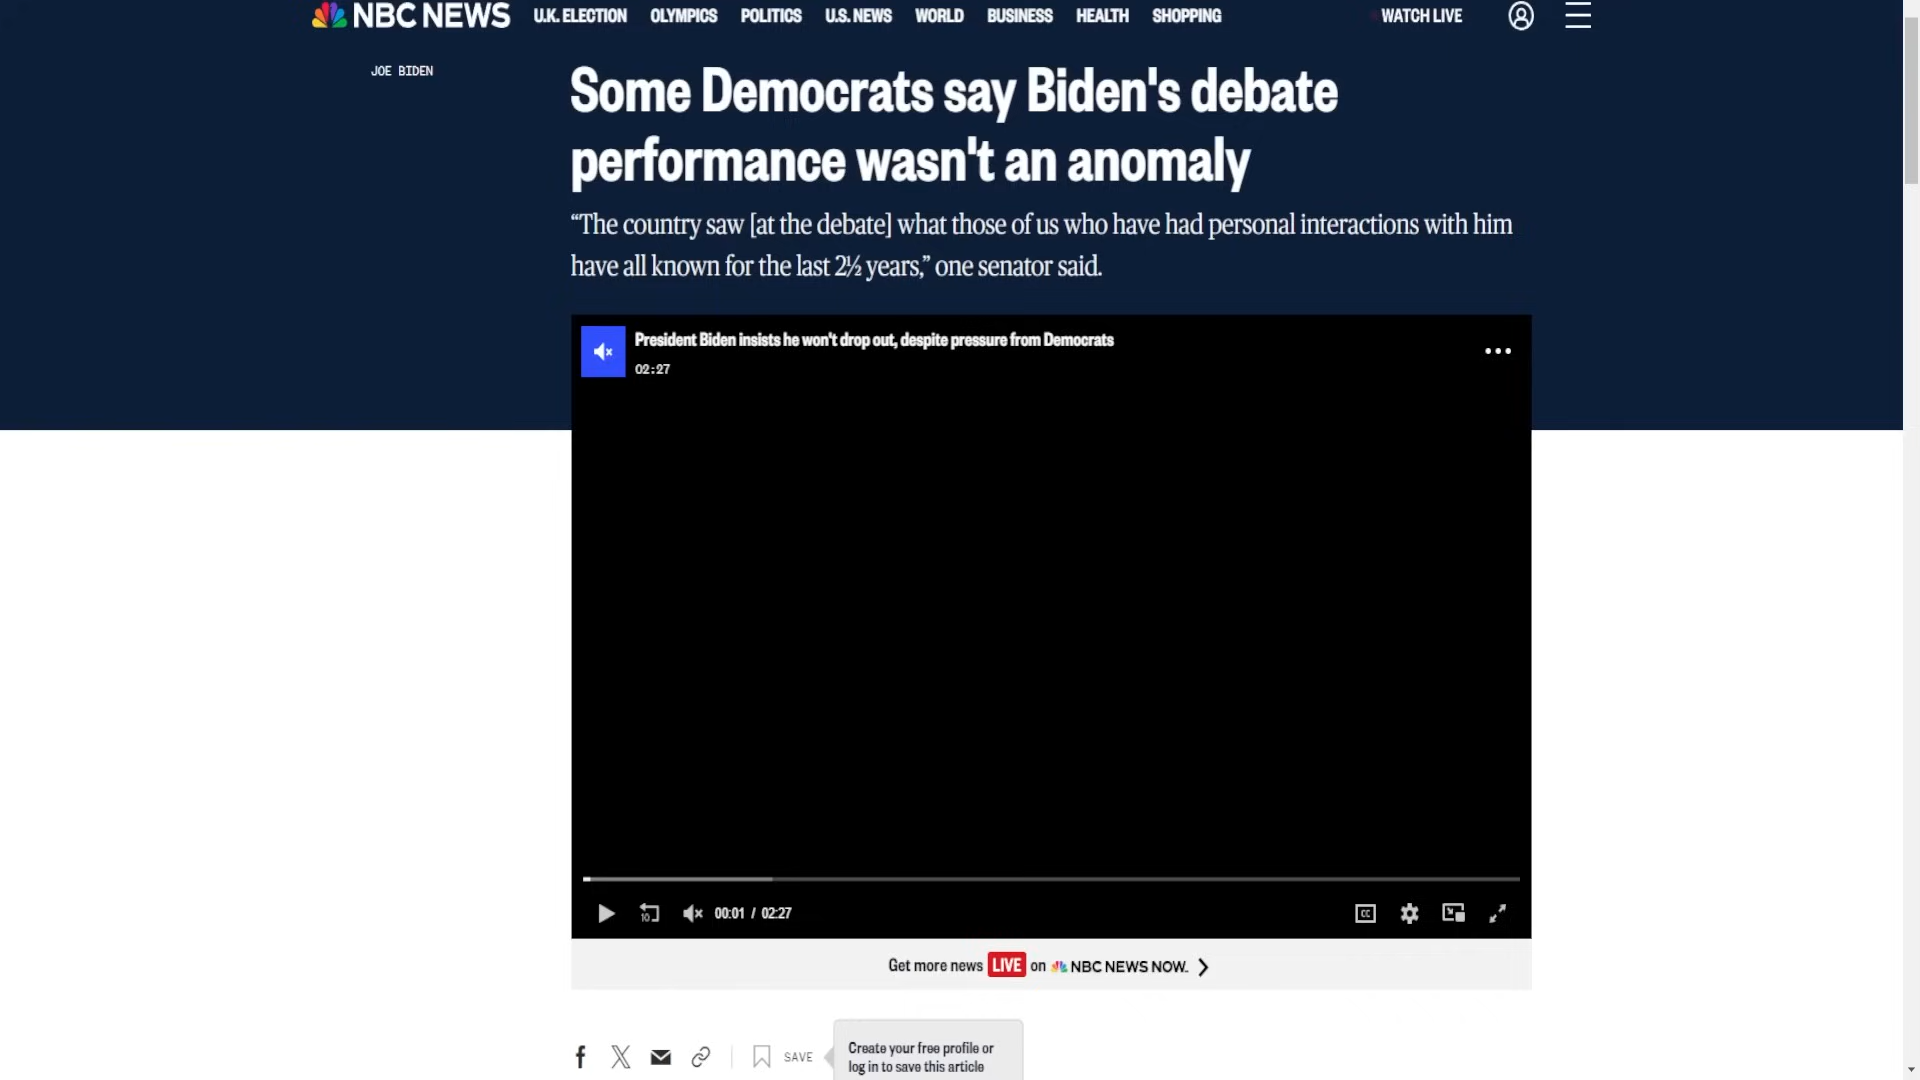 NBC NEWS U.K. ELECTION OLYMPICS POLITICS U.S. NEWS WORLD BUSINESS HEALTH SHOPPING WATCH LIVE
JOE BIDEN
Some Democrats say Biden's debate
performance wasn't an anomaly
“The country saw [at the debate] what those of us who have had personal interactions with him
have all known for the last 2½ years,” one senator said.
President Biden insists he won't drop out, despite pressure from Democrats
02:27
10 00:01 / 02:27 CC
Get more news LIVE on NBC NEWS NOW.
SAVE
Create your free profile or
log in to save this article